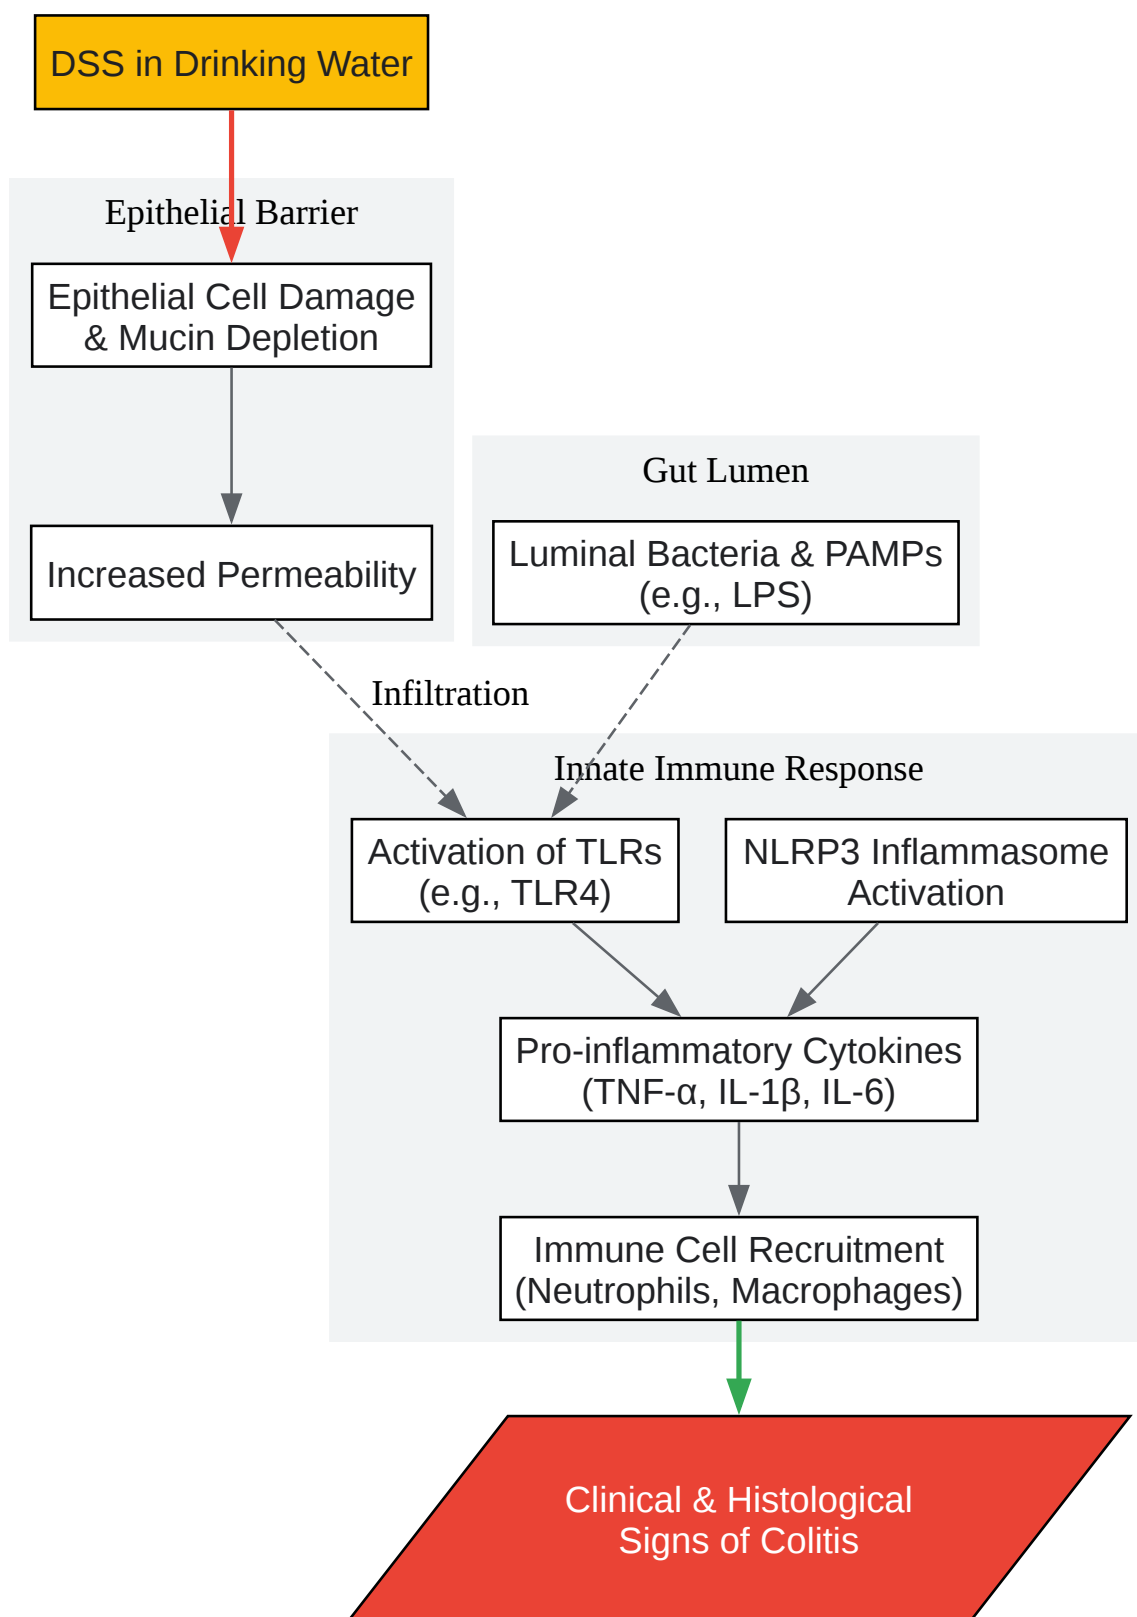 DSS in Drinking Water
Epithelial Barrier
Epithelial Cell Damage
& Mucin Depletion
Increased Permeability
Gut Lumen
Luminal Bacteria & PAMPs
(e.g., LPS)
Infiltration
Innate Immune Response
Activation of TLRs
(e.g., TLR4)
NLRP3 Inflammasome
Activation
Pro-inflammatory Cytokines
(TNF-α, IL-1β, IL-6)
Immune Cell Recruitment
(Neutrophils, Macrophages)
Clinical & Histological
Signs of Colitis